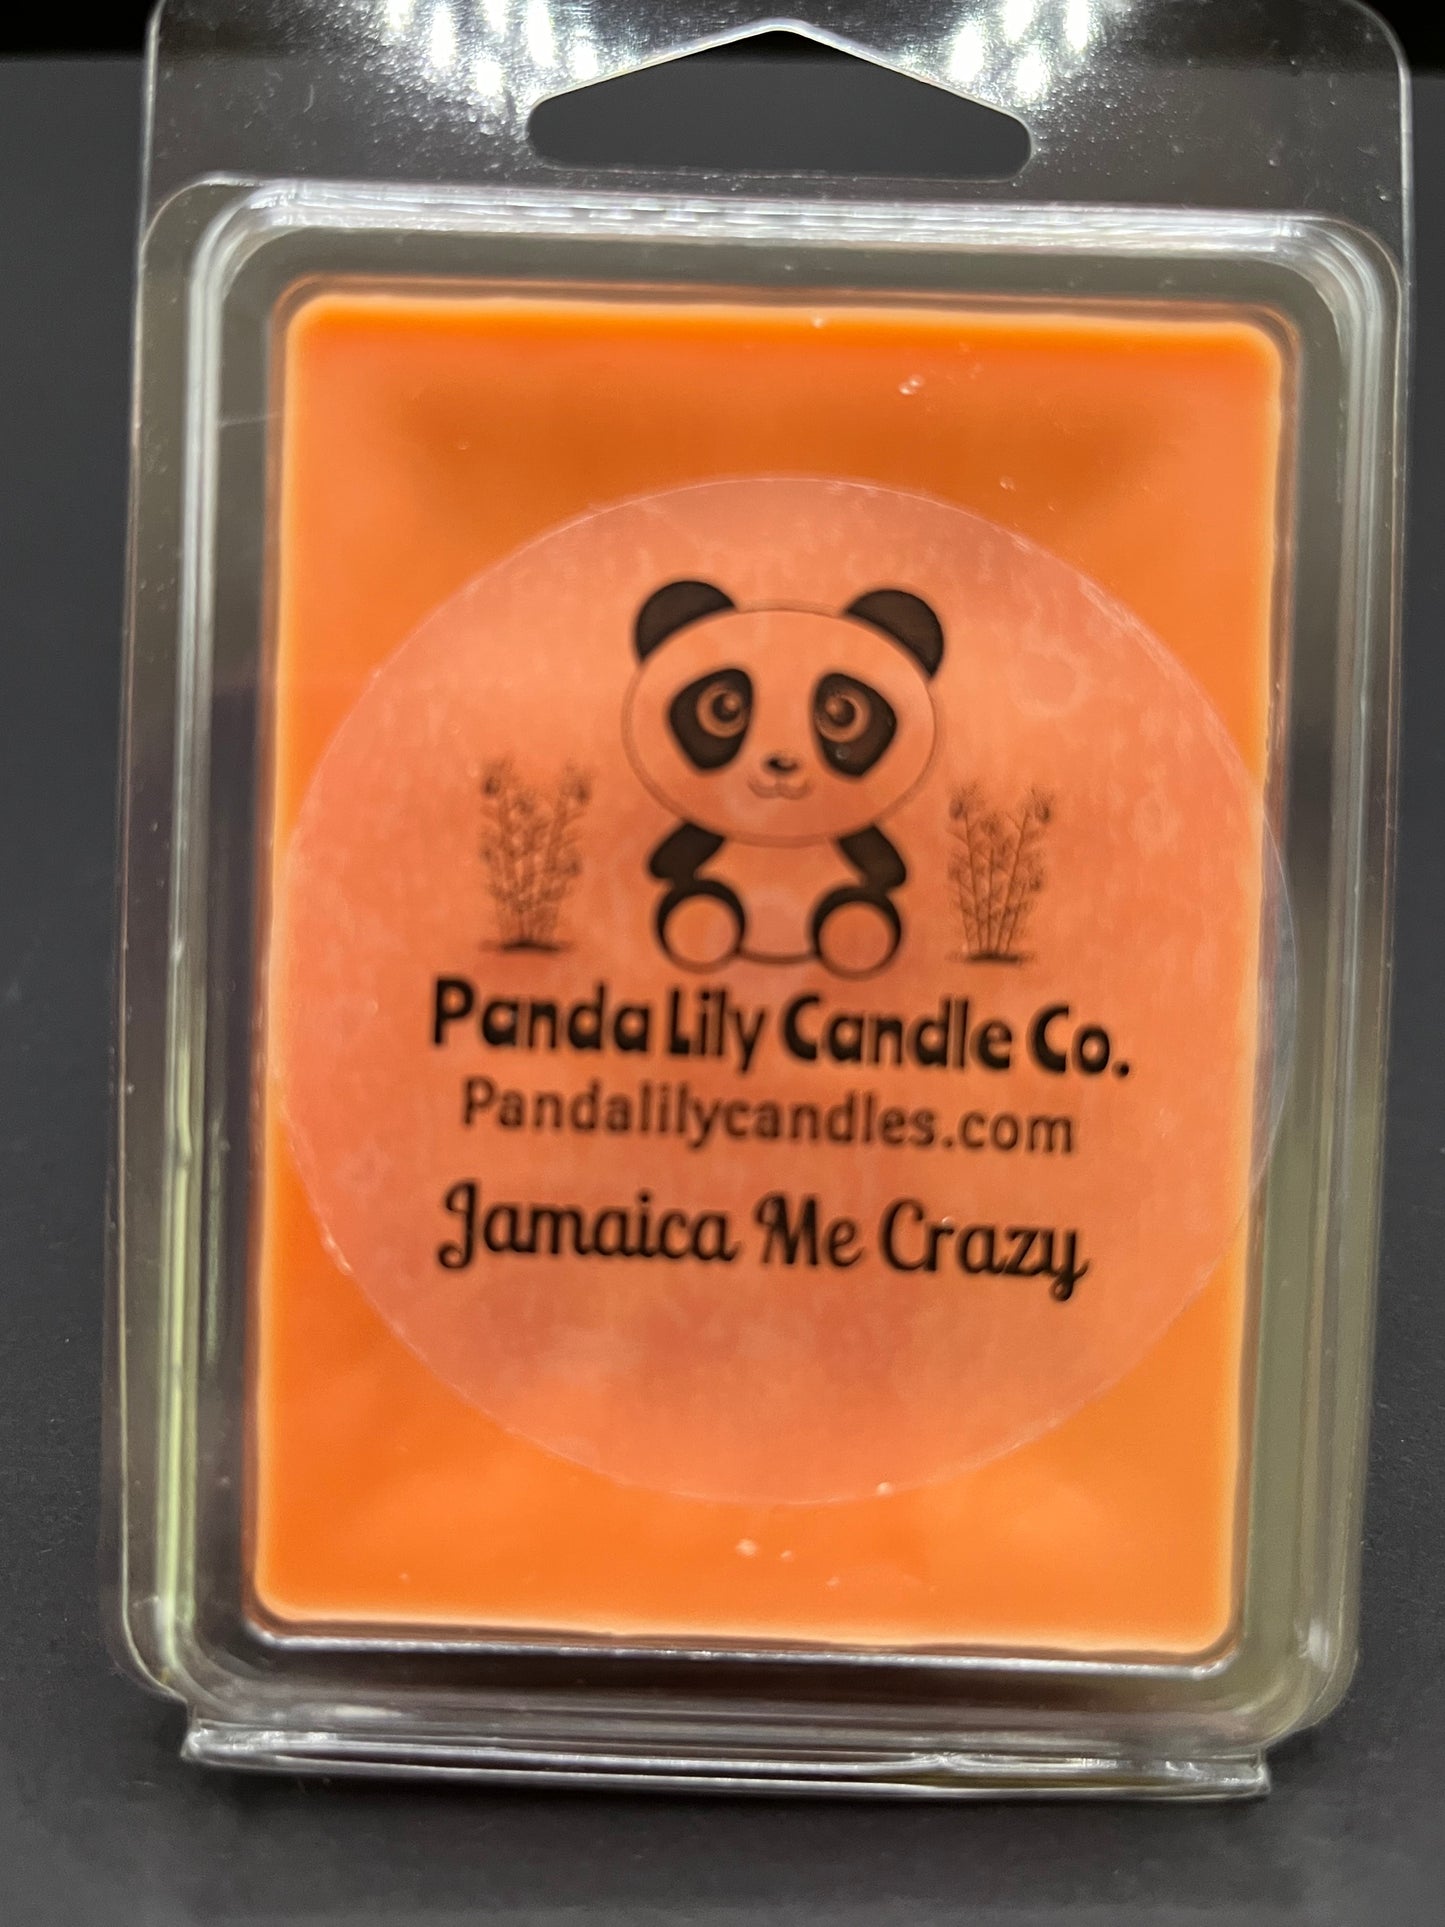 Panda Lily Candle Co.
Pandalilycandles.com
Jamaica Me Crazy